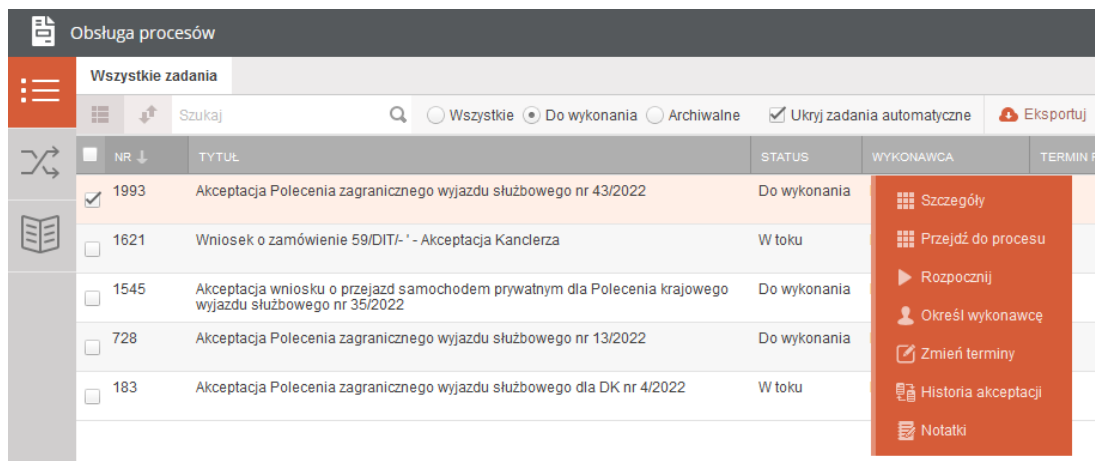 Obsługa procesów
Wszystkie zadania
Szukaj Wszystkie Do wykonania Archiwalne Ukryj zadania automatyczne Eksportuj
NR TYTUŁ STATUS WYKONAWCA TERMIN
1993 Akceptacja Polecenia zagranicznego wyjazdu służbowego nr 43/2022 Do wykonania
1621 Wniosek o zamówienie 59/DIT/- ' - Akceptacja Kanclerza W toku
1545 Akceptacja wniosku o przejazd samochodem prywatnym dla Polecenia krajowego Do wykonania
wyjazdu służbowego nr 35/2022
728 Akceptacja Polecenia zagranicznego wyjazdu służbowego nr 13/2022 Do wykonania
183 Akceptacja Polecenia zagranicznego wyjazdu służbowego dla DK nr 4/2022 W toku
Szczegóły
Przejdź do procesu
Rozpocznij
Określ wykonawcę
Zmień terminy
Historia akceptacji
Notatki